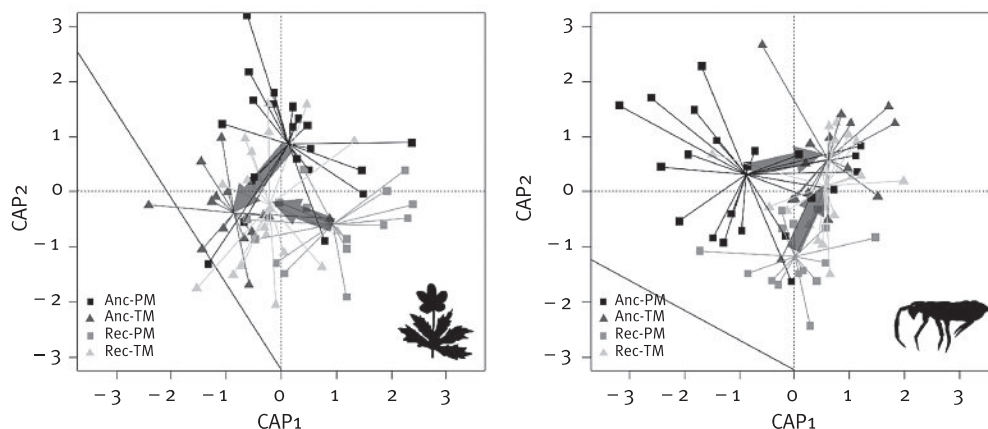 3
2
1
0
– 1
– 2
– 3
CAP2
Anc-PM
Anc-TM
Rec-PM
Rec-TM
– 3 – 2 – 1 0 1 2 3
CAP1
3
2
1
0
– 1
– 2
– 3
CAP2
Anc-PM
Anc-TM
Rec-PM
Rec-TM
– 3 – 2 – 1 0 1 2 3
CAP1